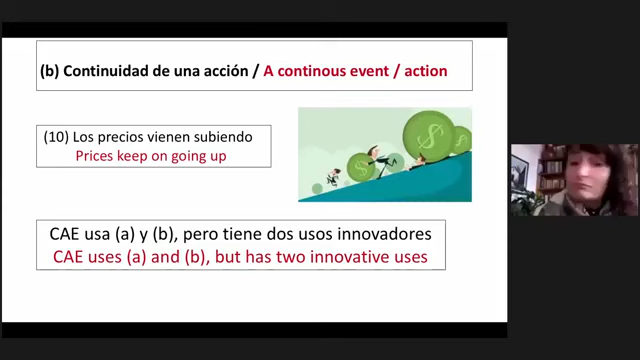 (b) Continuidad de una acción / A continous event / action
(10) Los precios vienen subiendo
Prices keep on going up
CAE usa (a) y (b), pero tiene dos usos innovadores
CAE uses (a) and (b), but has two innovative uses